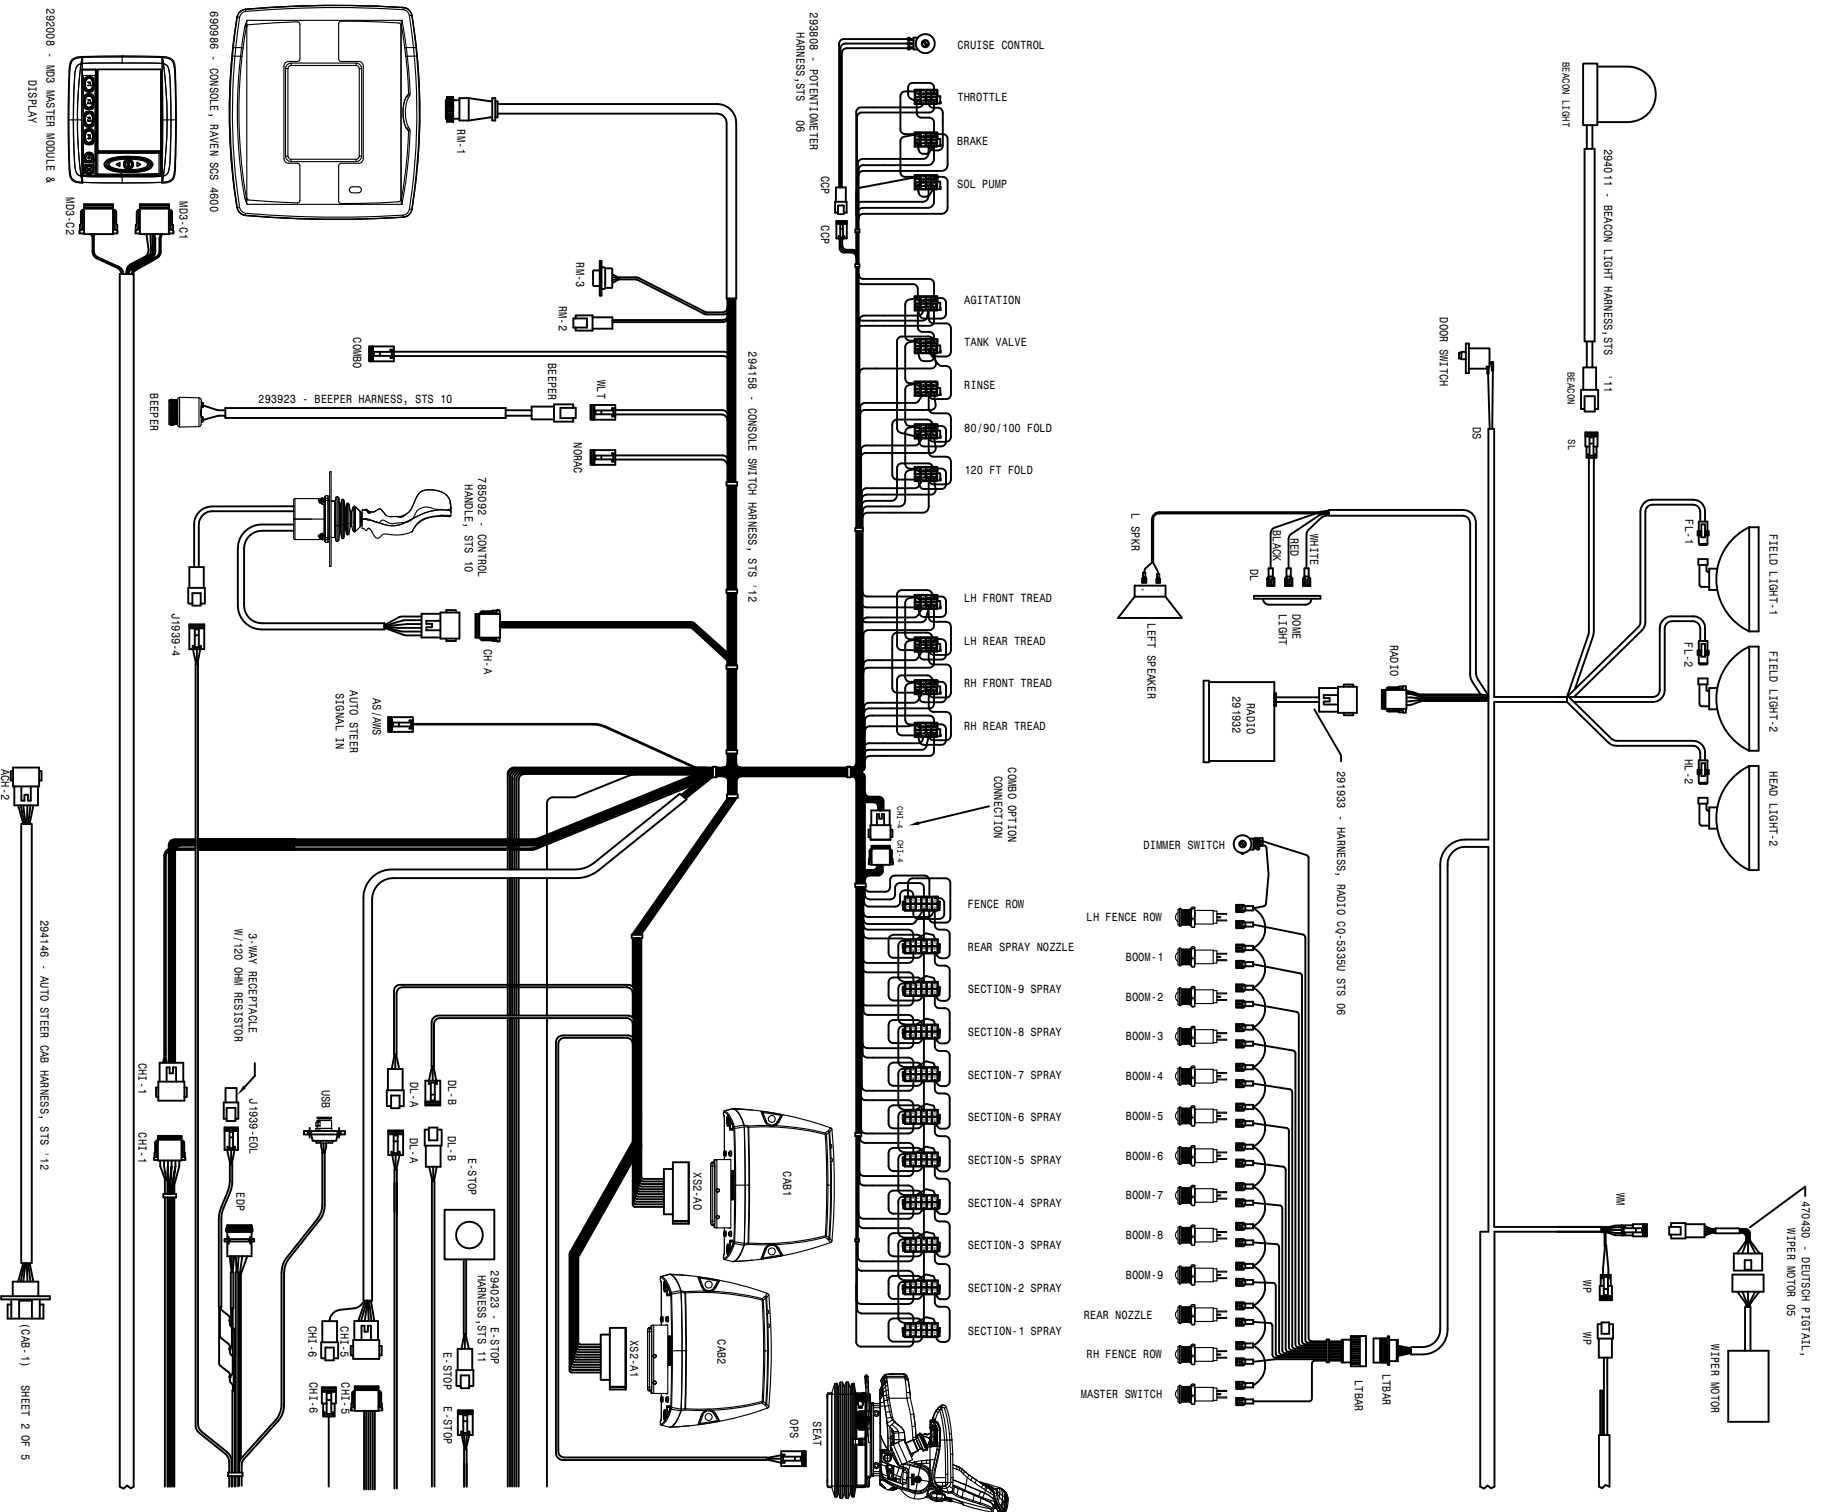 292008 - MD3 MASTER MODULE &
DISPLAY
690986 - CONSOLE, RAVEN SCS 4600
MD3-C2
MD3-C1
RM-1
293808 - POTENTIOMETER
HARNESS,STS 06
CRUISE CONTROL
THROTTLE
BRAKE
SOL PUMP
CCP
CCP
RM-3
RM-2
COMBO
BEEPER
293923 - BEEPER HARNESS, STS 10
BEEPER
WLT
NORAC
294158 - CONSOLE SWITCH HARNESS, STS '12
AGITATION
TANK VALVE
RINSE
80/90/100 FOLD
120 FT FOLD
785092 - CONTROL
HANDLE, STS 10
J1939-4
CH-A
AS/AWS
AUTO STEER
SIGNAL IN
LH FRONT TREAD
LH REAR TREAD
RH FRONT TREAD
RH REAR TREAD
COMBO OPTION
CONNECTION
CHI-4
CHI-4
FENCE ROW
REAR SPRAY NOZZLE
SECTION-9 SPRAY
SECTION-8 SPRAY
SECTION-7 SPRAY
SECTION-6 SPRAY
SECTION-5 SPRAY
SECTION-4 SPRAY
SECTION-3 SPRAY
SECTION-2 SPRAY
SECTION-1 SPRAY
BEACON LIGHT
294011 - BEACON LIGHT HARNESS,STS '11
BEACON
SL
DOOR SWITCH
DS
FL-1
FIELD LIGHT-1
FL-2
FIELD LIGHT-2
HL-2
HEAD LIGHT-2
L SPKR
LEFT SPEAKER
BLACK
RED
WHITE
DL
DOME
LIGHT
RADIO
RADIO
291932
291933 - HARNESS, RADIO CQ-5335U STS 06
DIMMER SWITCH
LH FENCE ROW
BOOM-1
BOOM-2
BOOM-3
BOOM-4
BOOM-5
BOOM-6
BOOM-7
BOOM-8
BOOM-9
REAR NOZZLE
RH FENCE ROW
MASTER SWITCH
LTBAR
LTBAR
WM
WP
WP
470430 - DEUTSCH PIGTAIL,
WIPER MOTOR 05
WIPER MOTOR
ACH-2
294146 - AUTO STEER CAB HARNESS, STS '12
(CAB-1) SHEET 2 OF 5
3-WAY RECEPTACLE
W/120 OHM RESISTOR
CHI-1
CHI-1
J1939-EOL
EDP
USB
CHI-6
CHI-5
CHI-6
CHI-5
DL-A
DL-B
DL-A
DL-B
E-STOP
294023 - E-STOP
HARNESS,STS 11
E-STOP
E-STOP
XS2-A0
CAB1
XS2-A1
CAB2
OPS
SEAT